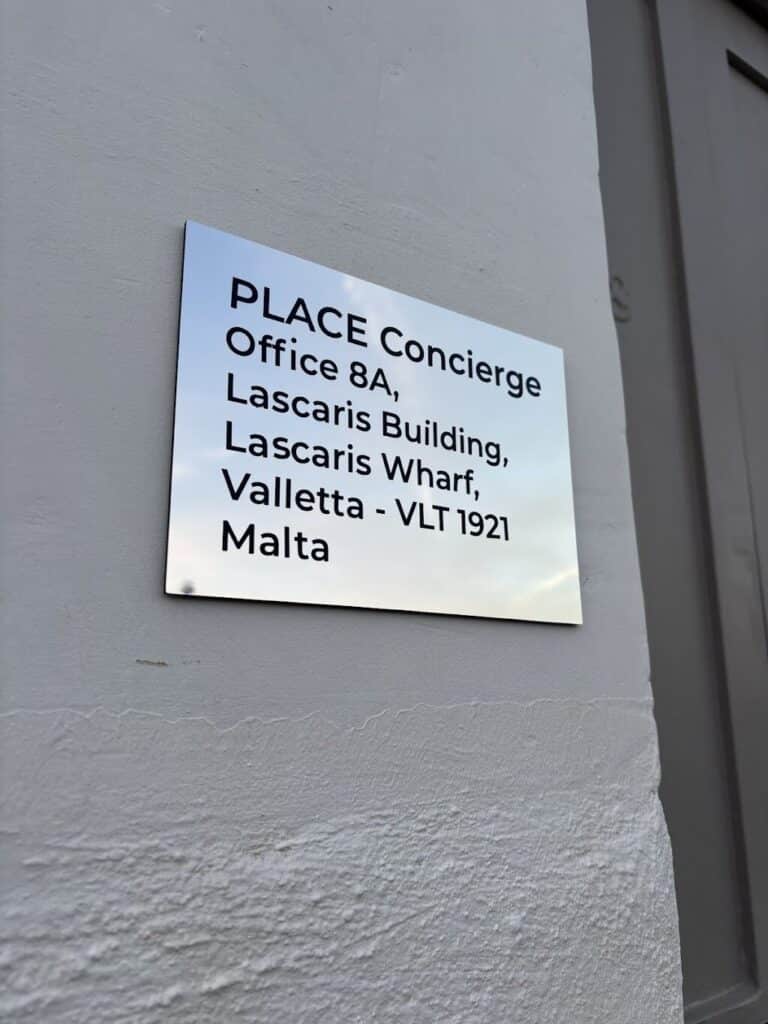 PLACE Concierge
Office 8A,
Lascaris Building,
Lascaris Wharf,
Valletta - VLT 1921
Malta